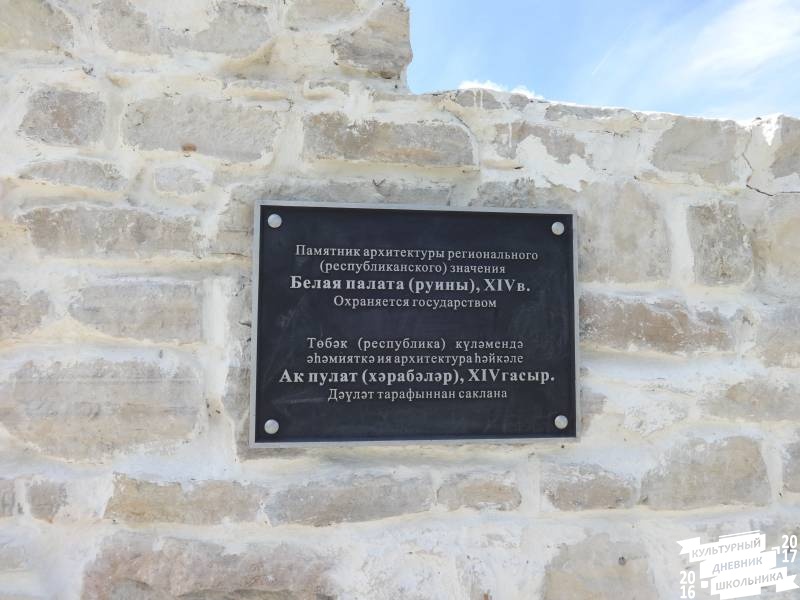 Памятник архитектуры регионального
(республиканского) значения
Белая палата (руины), XIVв.
Охраняется государством
Төбәк (республика) күләмендә
әһәмияткә ия архитектура һәйкәле
Ак пулат (хәрабәләр), XIVгасыр.
Дәүләт тарафыннан саклана
КУЛЬТУРНЫЙ
ДНЕВНИК
ШКОЛЬНИКА
2016
2017